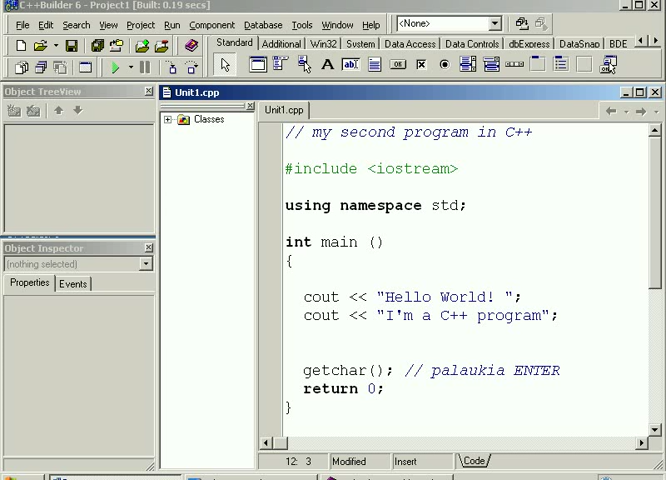 C++Builder 6 - Project1 [Built: 0.19 secs]
File Edit Search View Project Run Component Database Tools Window Help <None>
Standard Additional Win32 System Data Access Data Controls dbExpress DataSnap BDE
Object TreeView
Unit1.cpp
Classes
Unit1.cpp
// my second program in C++
#include <iostream>
using namespace std;
int main ()
{
cout << "Hello World! ";
cout << "I'm a C++ program";
getchar(); // palaukia ENTER
return 0;
}
Object Inspector
(nothing selected)
Properties Events
12: 3 Modified Insert Code